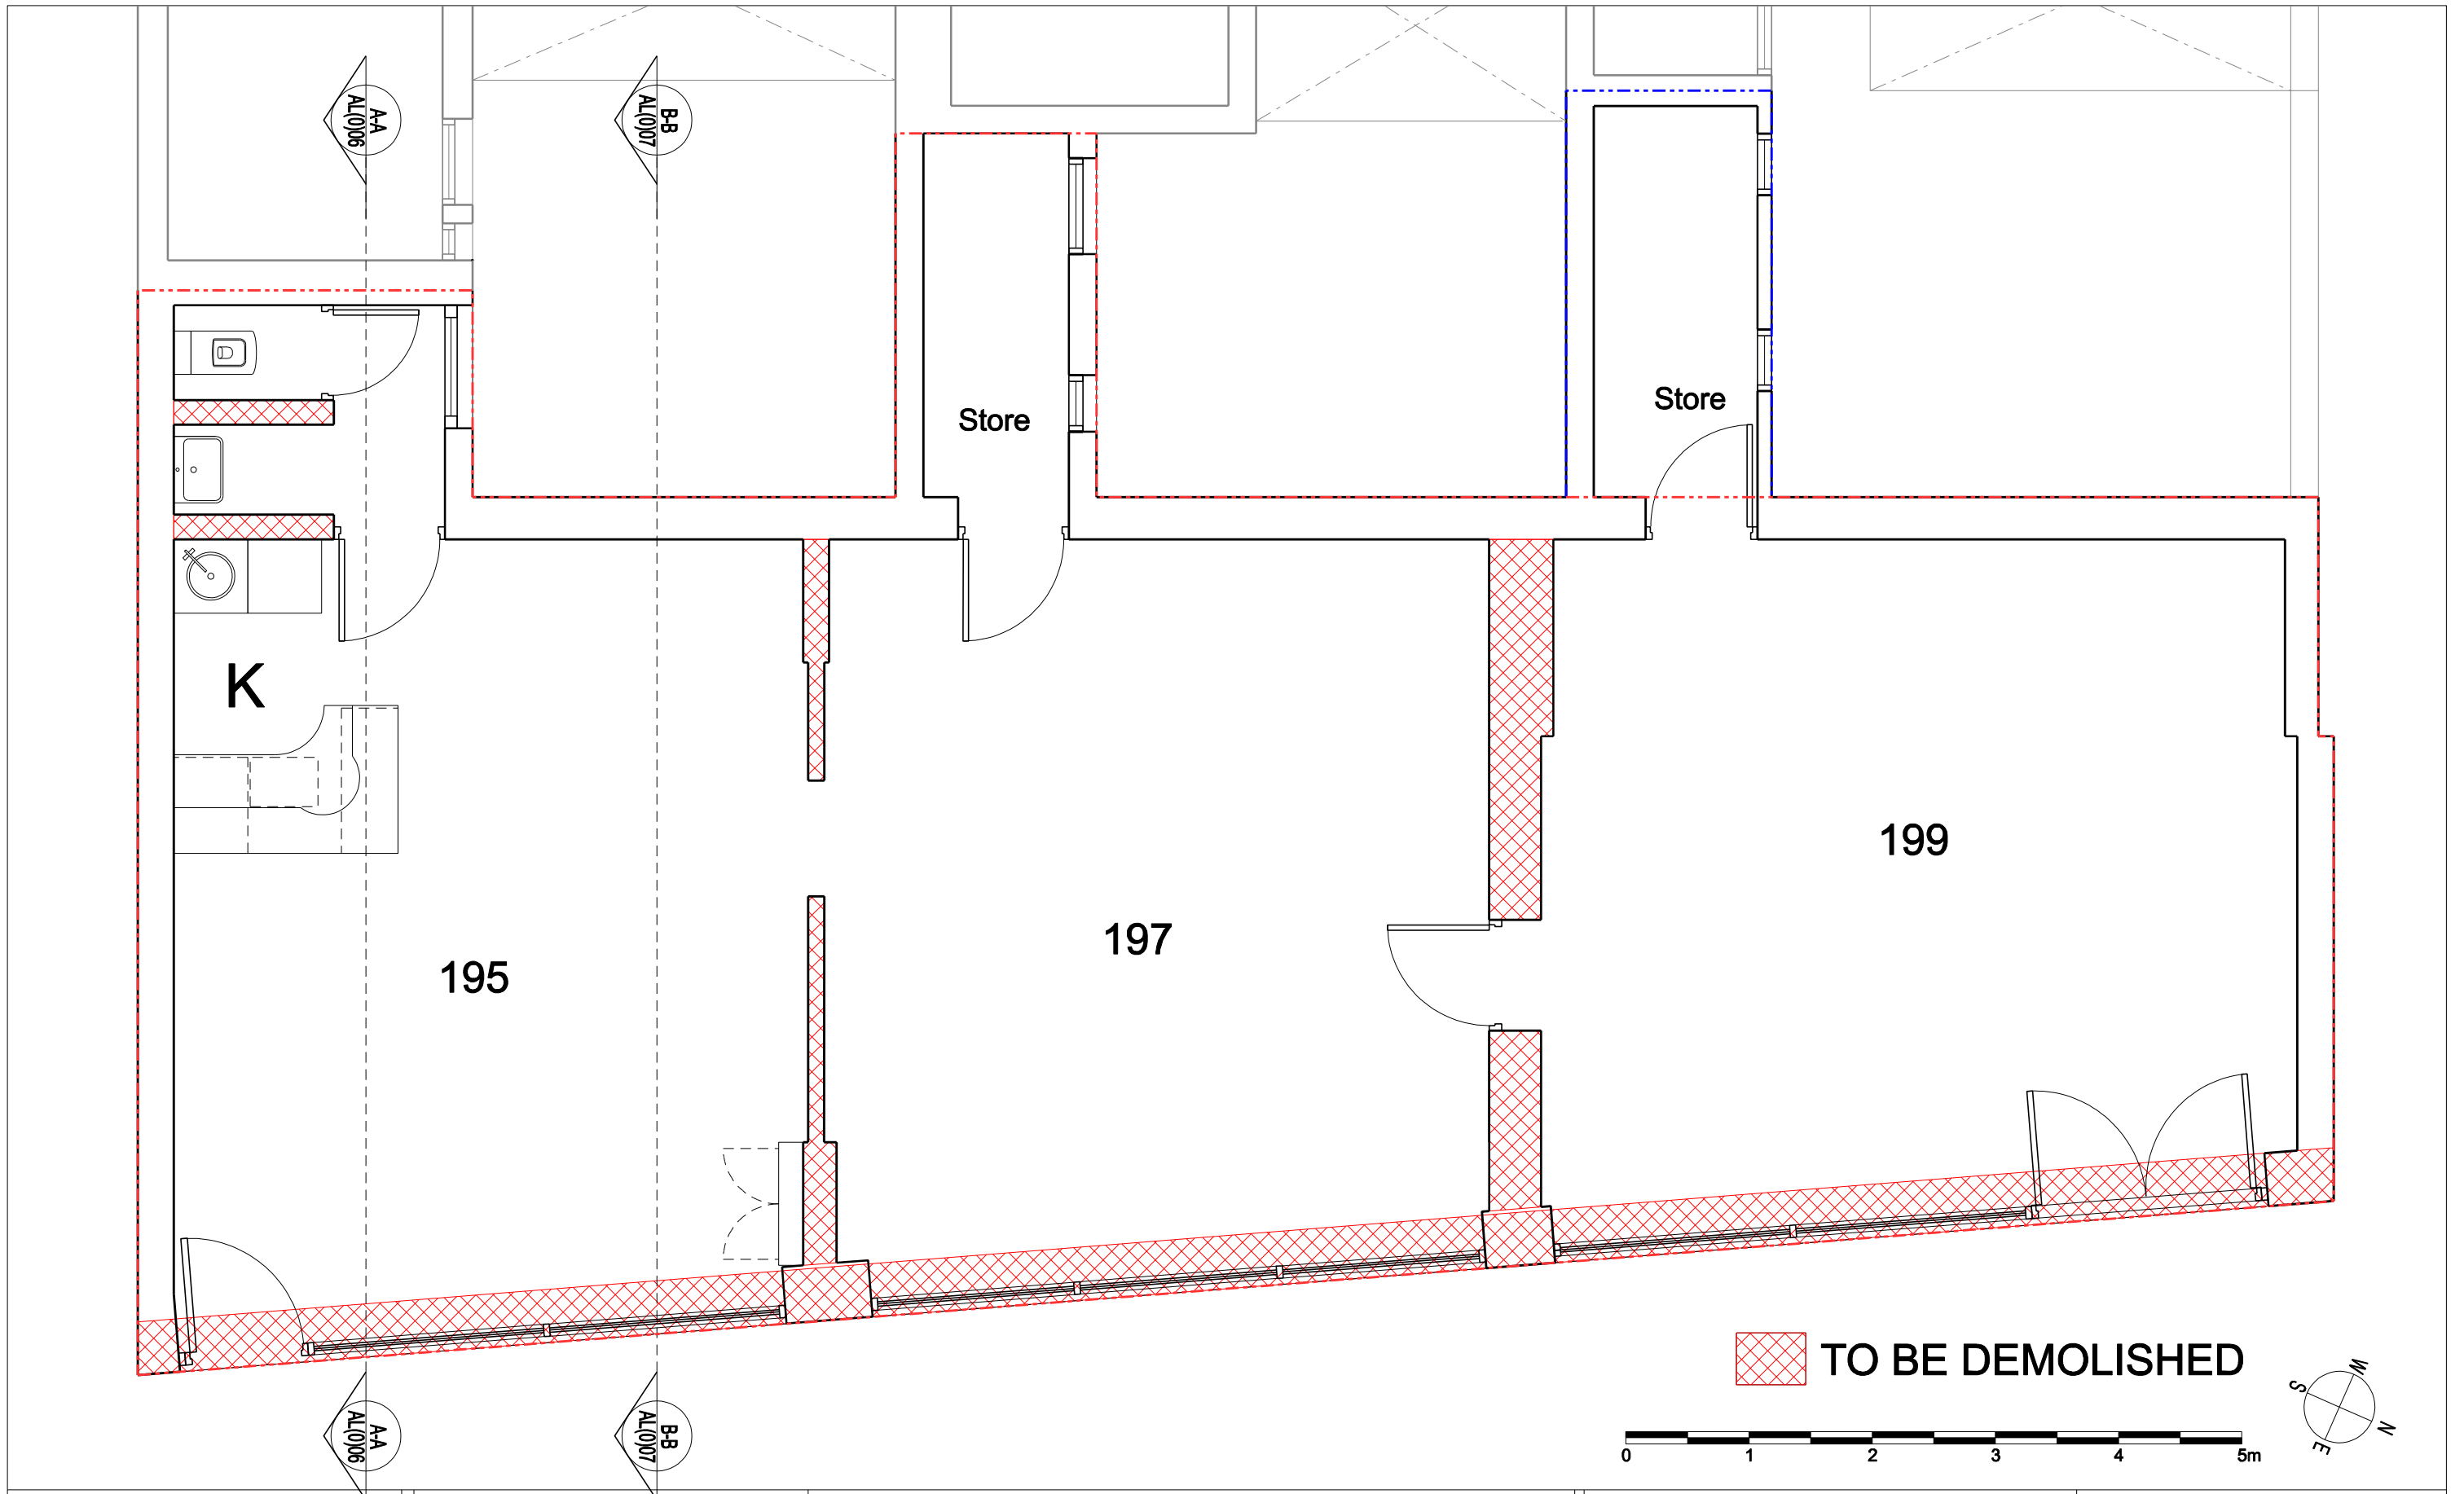 A-A
AL(0)06
B-B
AL(0)07
Store
Store
K
199
197
195
TO BE DEMOLISHED
W
S
N
E
0 1 2 3 4 5m
A-A
AL(0)06
B-B
AL(0)07